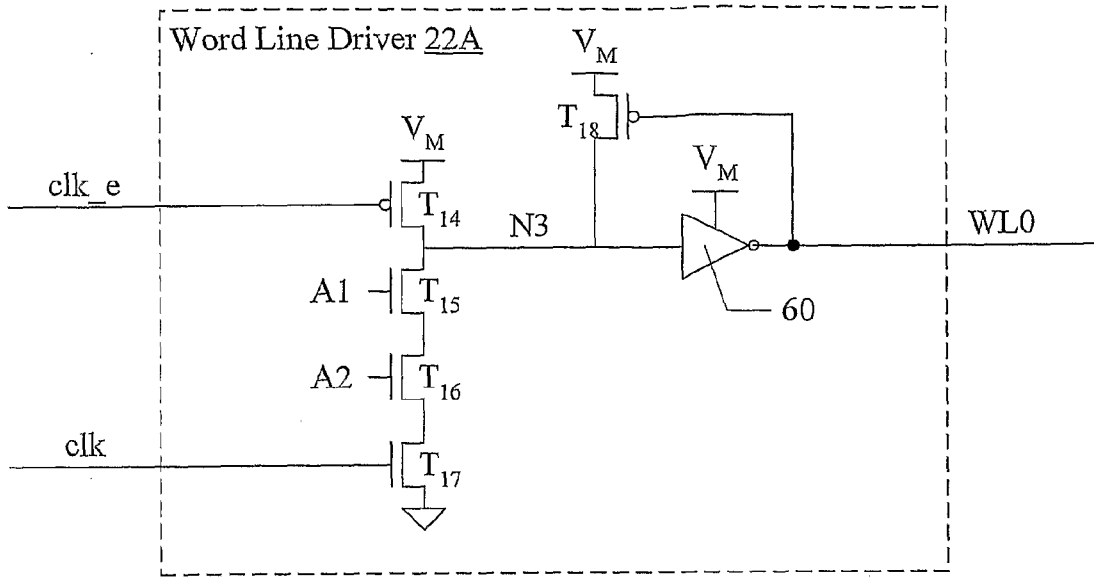 Word Line Driver 22A
V_M
T_18
V_M
V_M
clk_e
T_14
N3
WL0
A1
T_15
60
A2
T_16
clk
T_17